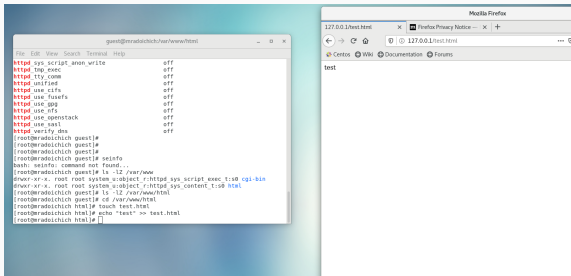 guest@mradoichich:/var/www/html
File Edit View Search Terminal Help
httpd_sys_script_anon_write off
httpd_tmp_exec off
httpd_tty_comm off
httpd_unified off
httpd_use_cifs off
httpd_use_fusefs off
httpd_use_gpg off
httpd_use_nfs off
httpd_use_openstack off
httpd_use_sasl off
httpd_verify_dns off
[root@mradoichich guest]#
[root@mradoichich guest]#
[root@mradoichich guest]#
[root@mradoichich guest]# seinfo
bash: seinfo: command not found...
[root@mradoichich guest]# ls -lZ /var/www
drwxr-xr-x. root root system_u:object_r:httpd_sys_script_exec_t:s0 cgi-bin
drwxr-xr-x. root root system_u:object_r:httpd_sys_content_t:s0 html
[root@mradoichich guest]# ls -lZ /var/www/html
[root@mradoichich guest]# cd /var/www/html
[root@mradoichich html]# touch test.html
[root@mradoichich html]# echo "test" >> test.html
[root@mradoichich html]#
Mozilla Firefox
127.0.0.1/test.html
Firefox Privacy Notice —
127.0.0.1/test.html
Centos Wiki Documentation Forums
test